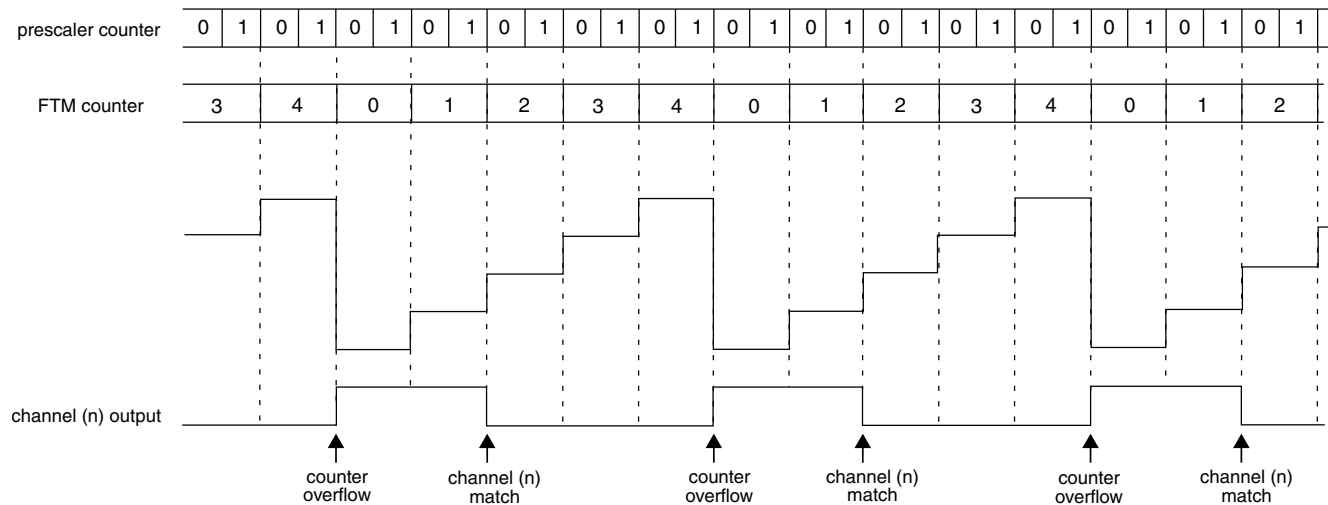 prescaler counter 0 1 0 1 0 1 0 1 0 1 0 1 0 1 0 1 0 1 0 1 0 1 0 1 0 1 0 1 0 1
FTM counter 3 4 0 1 2 3 4 0 1 2 3 4 0 1 2
channel (n) output
counter overflow
channel (n) match
counter overflow
channel (n) match
counter overflow
channel (n) match